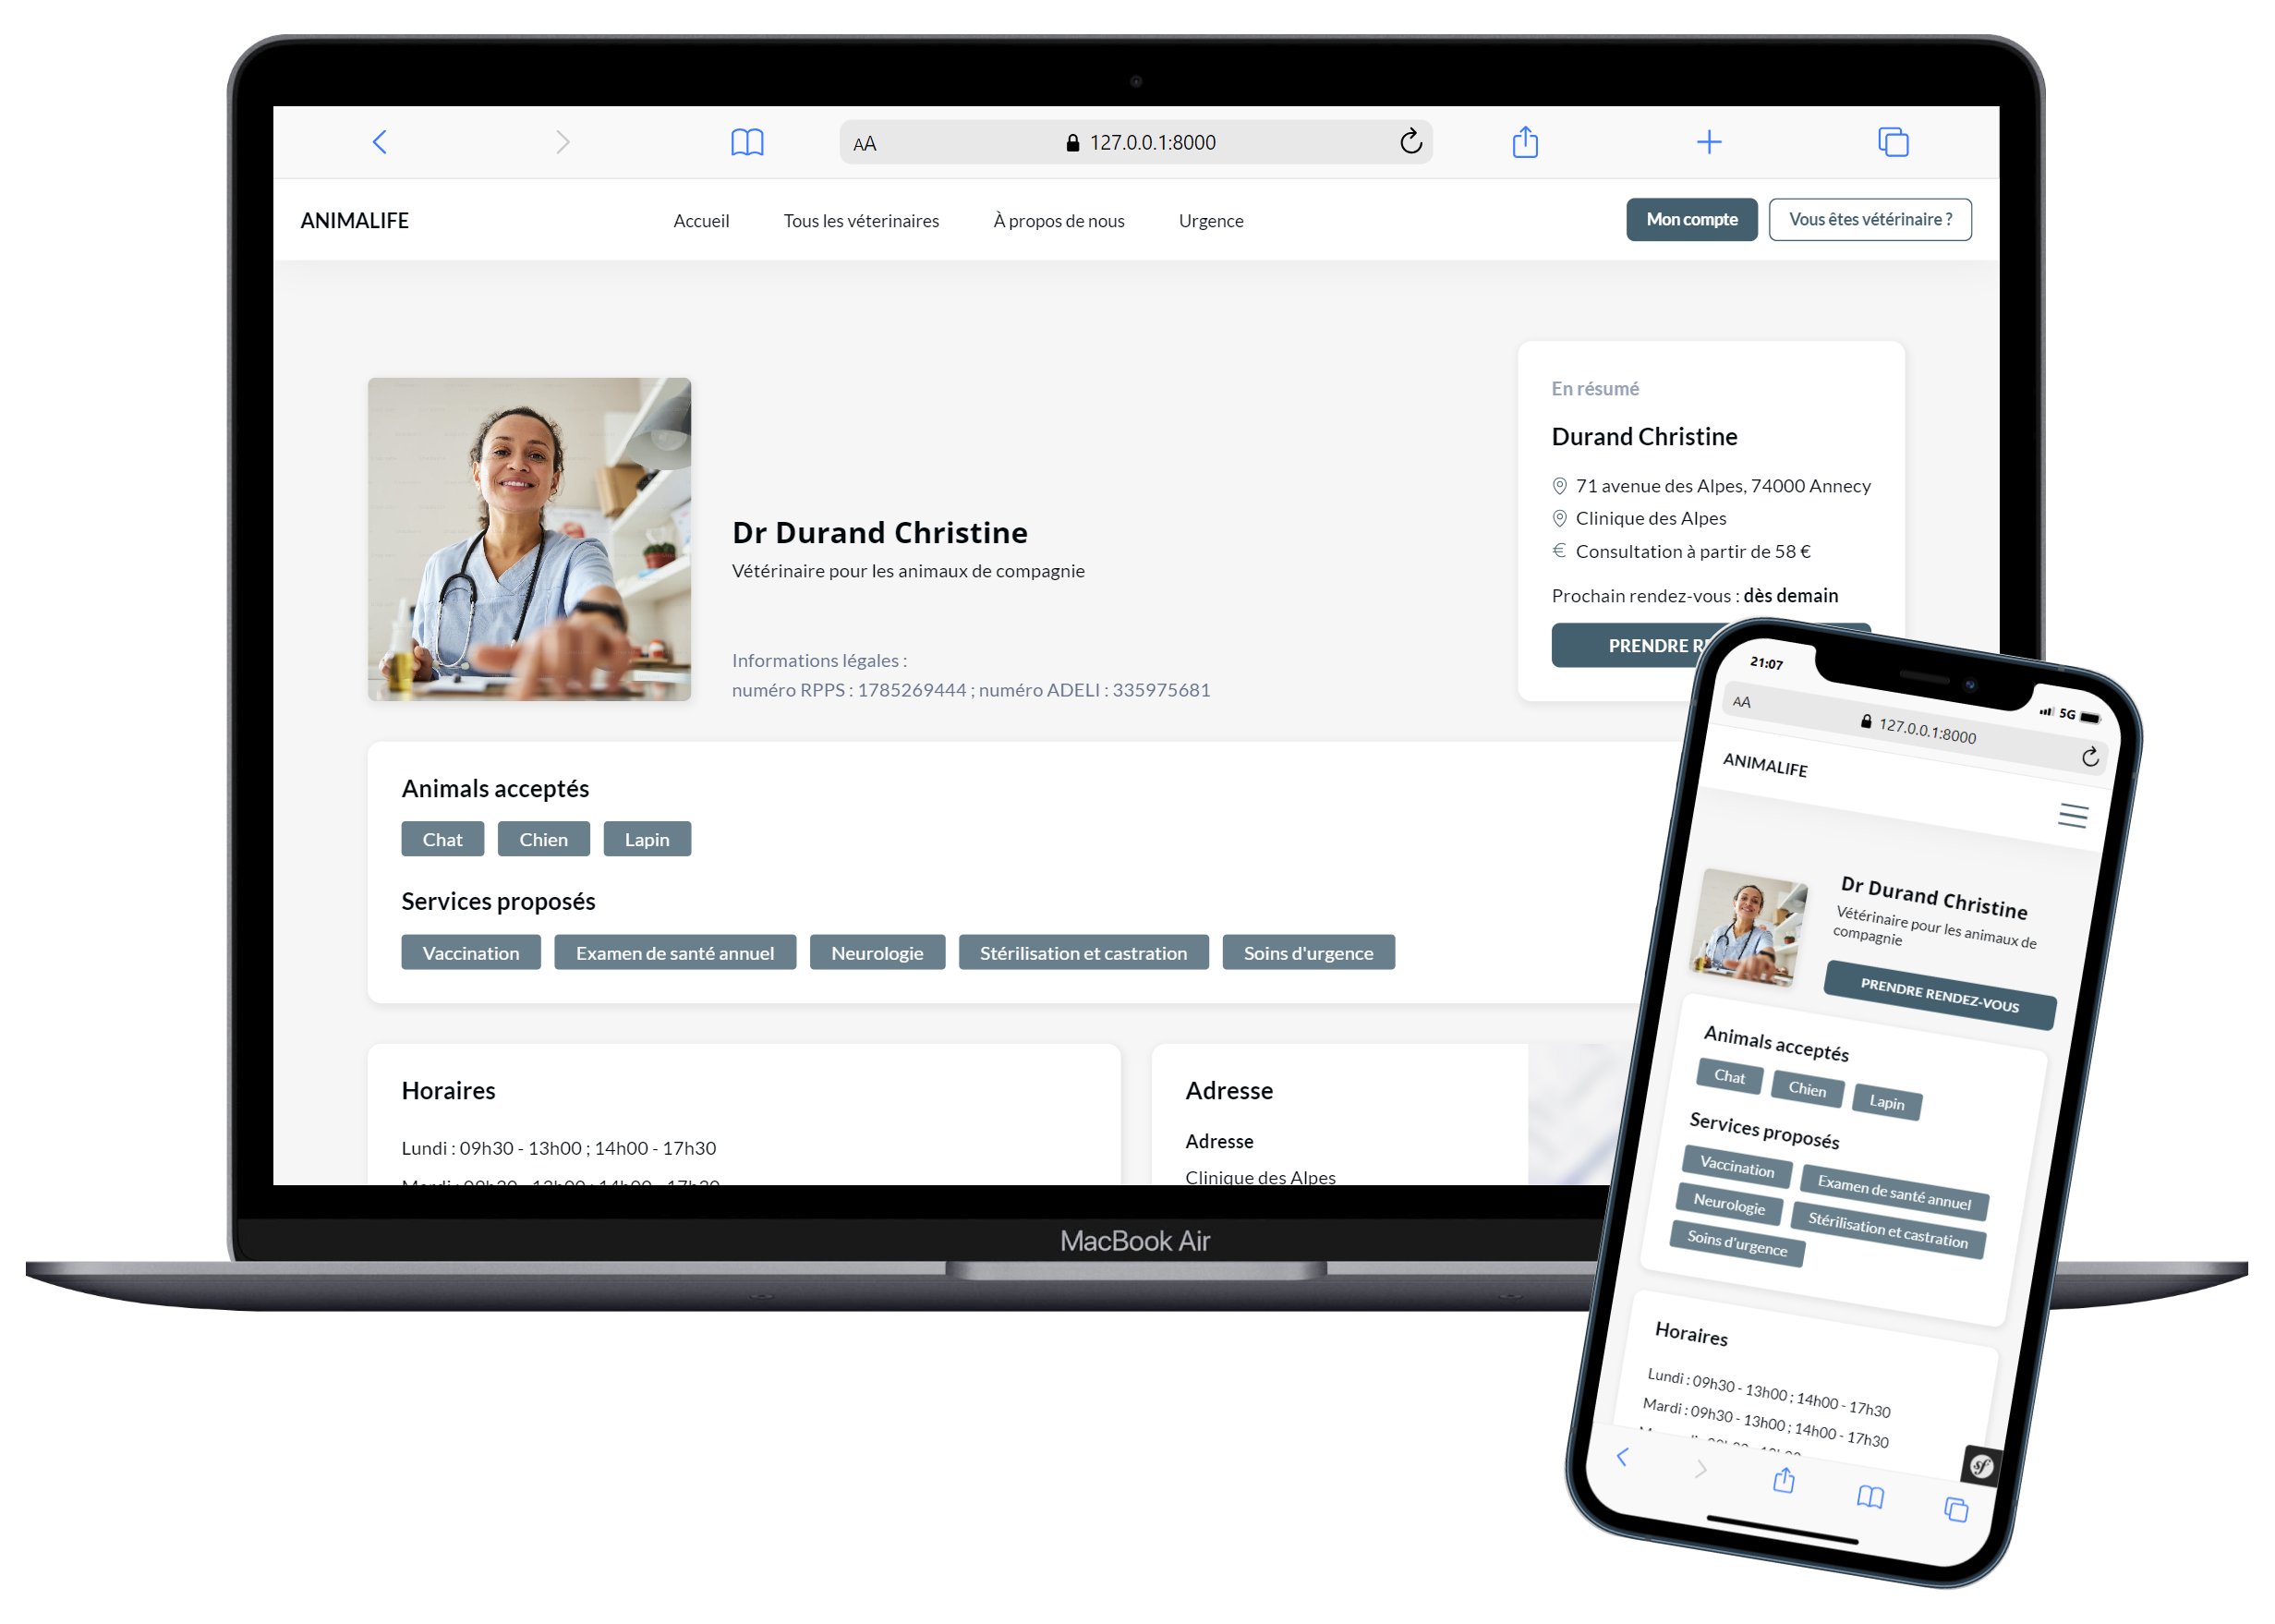 AA 127.0.0.1:8000
ANIMALIFE Accueil Tous les véterinaires À propos de nous Urgence Mon compte Vous êtes vétérinaire ?
Dr Durand Christine
Vétérinaire pour les animaux de compagnie
Informations légales :
numéro RPPS : 1785269444 ; numéro ADELI : 335975681
En résumé
Durand Christine
71 avenue des Alpes, 74000 Annecy
Clinique des Alpes
€ Consultation à partir de 58 €
Prochain rendez-vous : dès demain
PRENDRE
Animals acceptés
Chat Chien Lapin
Services proposés
Vaccination Examen de santé annuel Neurologie Stérilisation et castration Soins d'urgence
Horaires
Lundi : 09h30 - 13h00 ; 14h00 - 17h30
Mardi : 09h30 - 13h00 ; 14h00 - 17h30
Adresse
Adresse
Clinique des Alpes
MacBook Air
21:07 5G
AA 127.0.0.1:8000
ANIMALIFE
Dr Durand Christine
Vétérinaire pour les animaux de
compagnie
PRENDRE RENDEZ-VOUS
Animals acceptés
Chat Chien Lapin
Services proposés
Vaccination Examen de santé annuel
Neurologie Stérilisation et castration
Soins d'urgence
Horaires
Lundi : 09h30 - 13h00 ; 14h00 - 17h30
Mardi : 09h30 - 13h00 ; 14h00 - 17h30
sf